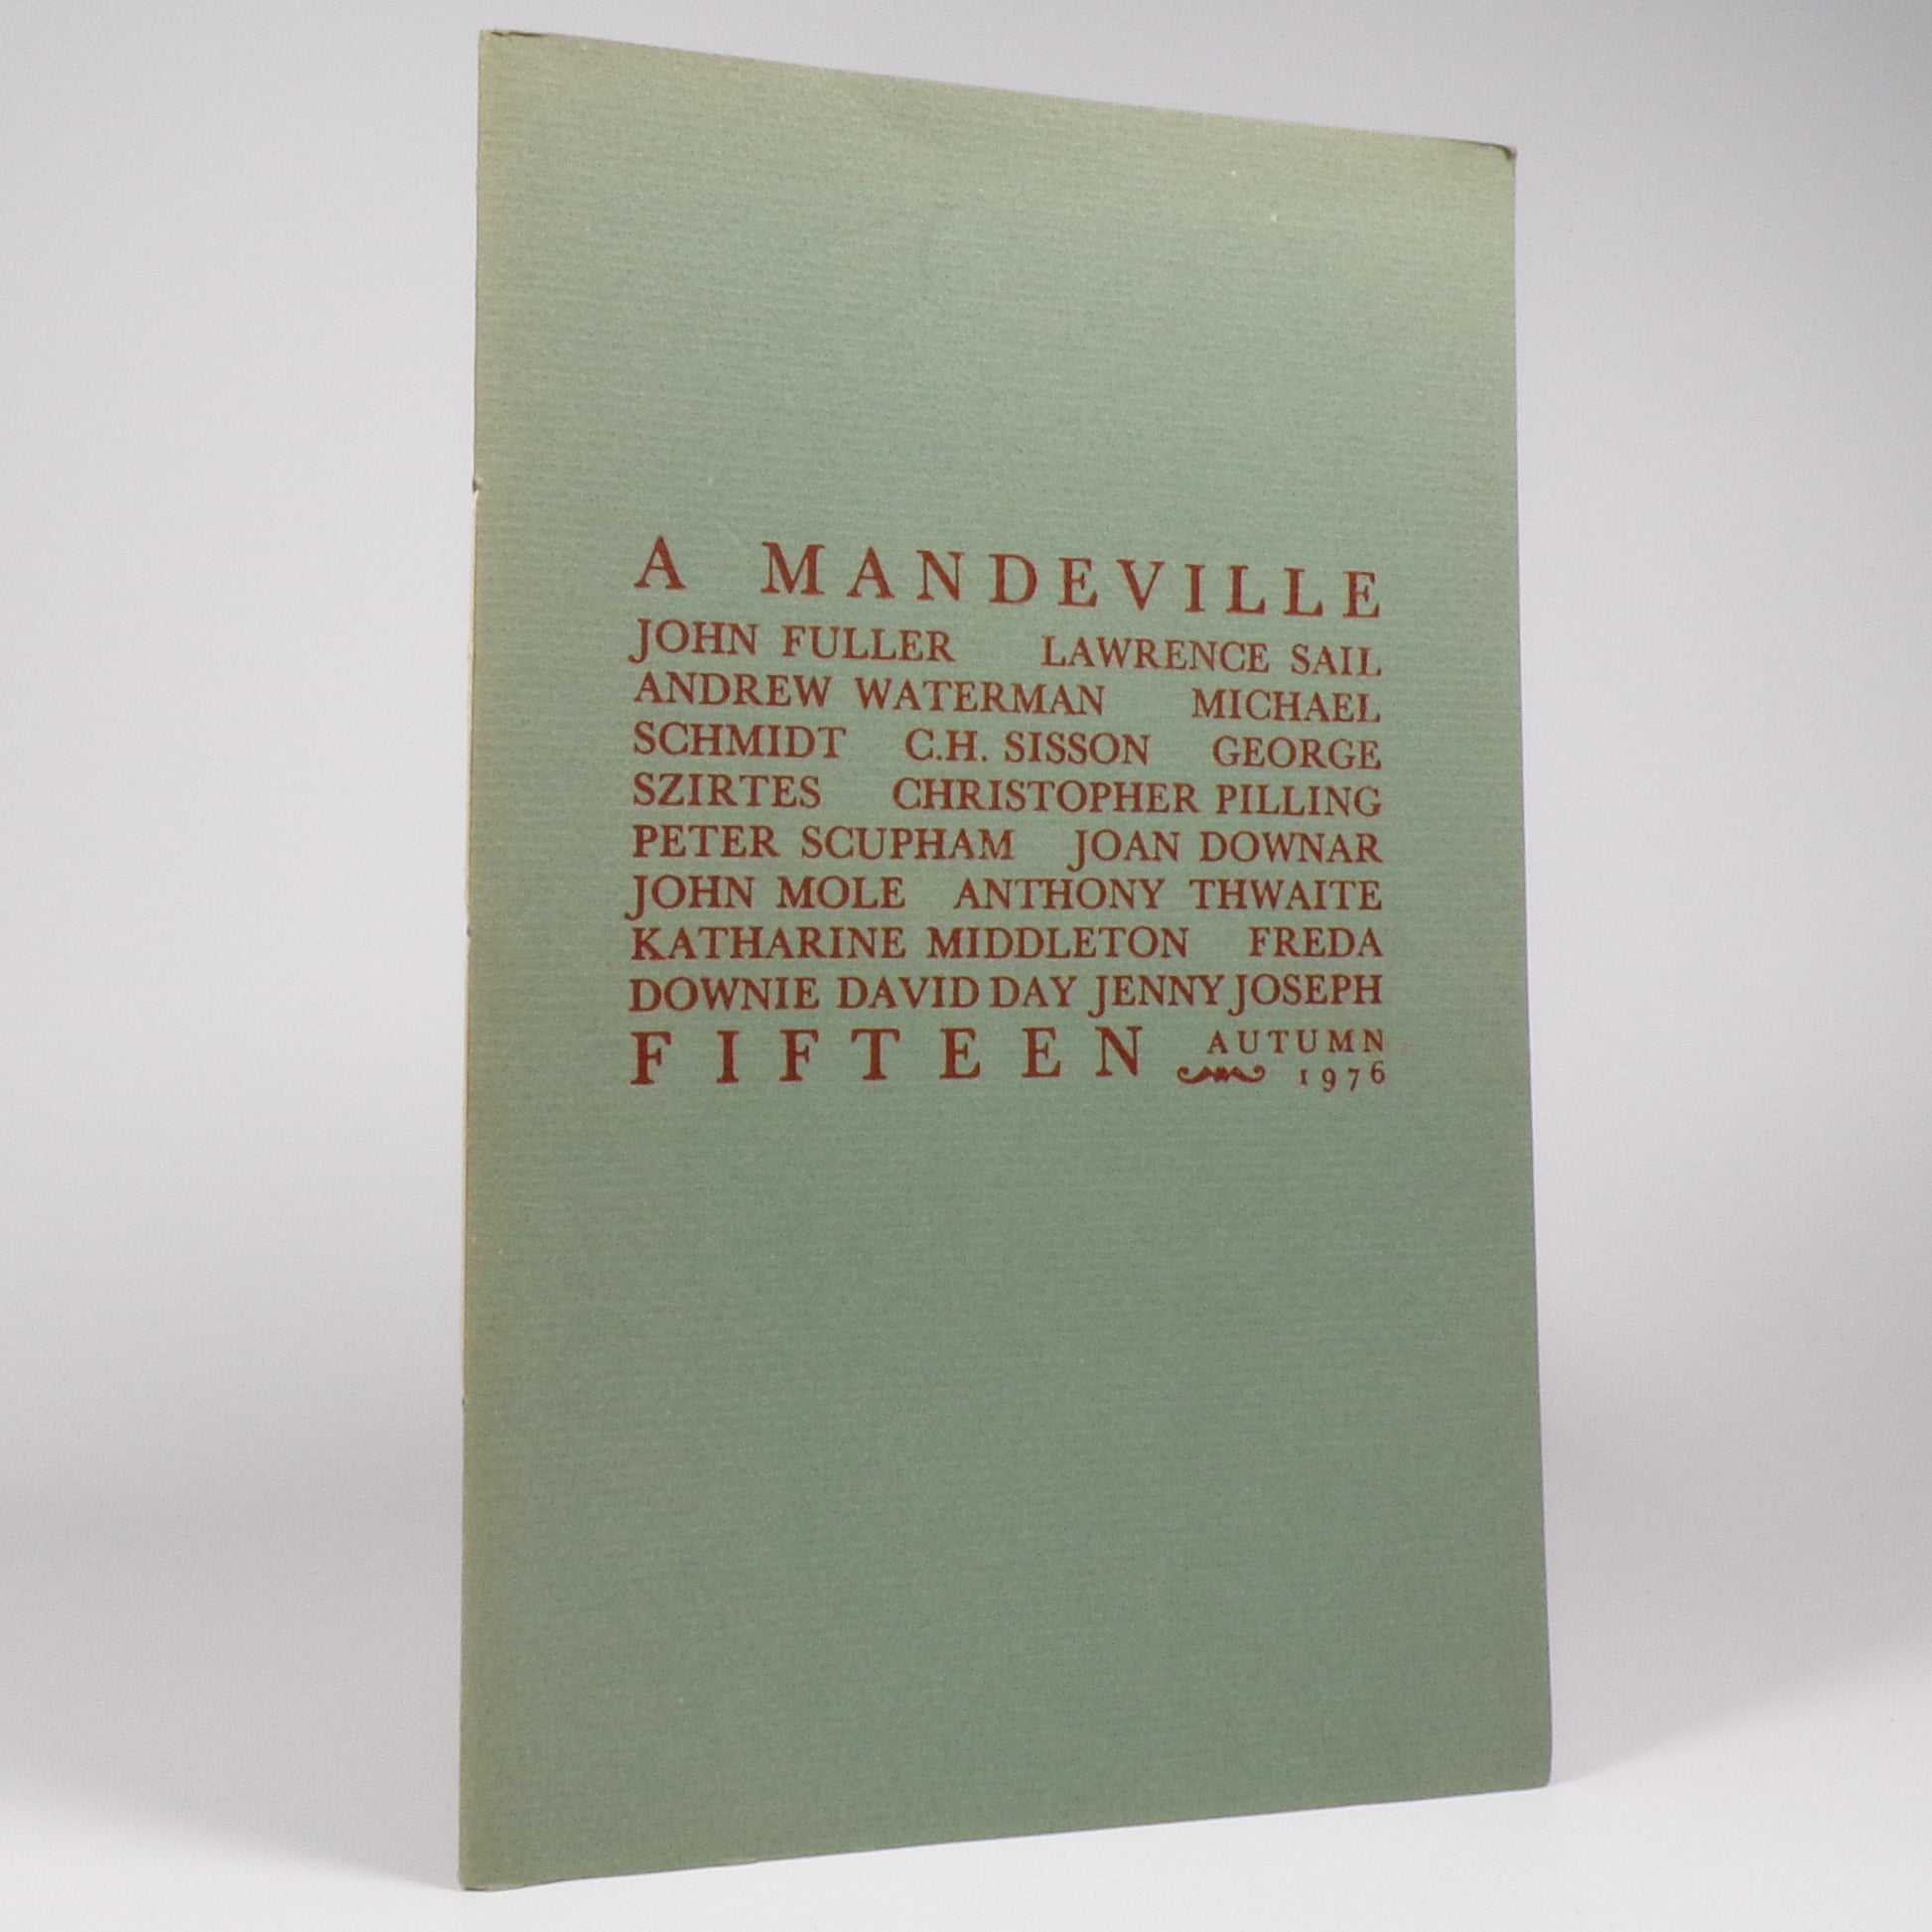 A MANDEVILLE
JOHN FULLER LAWRENCE SAIL
ANDREW WATERMAN MICHAEL
SCHMIDT C.H. SISSON GEORGE
SZIRTES CHRISTOPHER PILLING
PETER SCUPHAM JOAN DOWNAR
JOHN MOLE ANTHONY THWAITE
KATHARINE MIDDLETON FREDA
DOWNIE DAVID DAY JENNY JOSEPH
FIFTEEN AUTUMN
1976